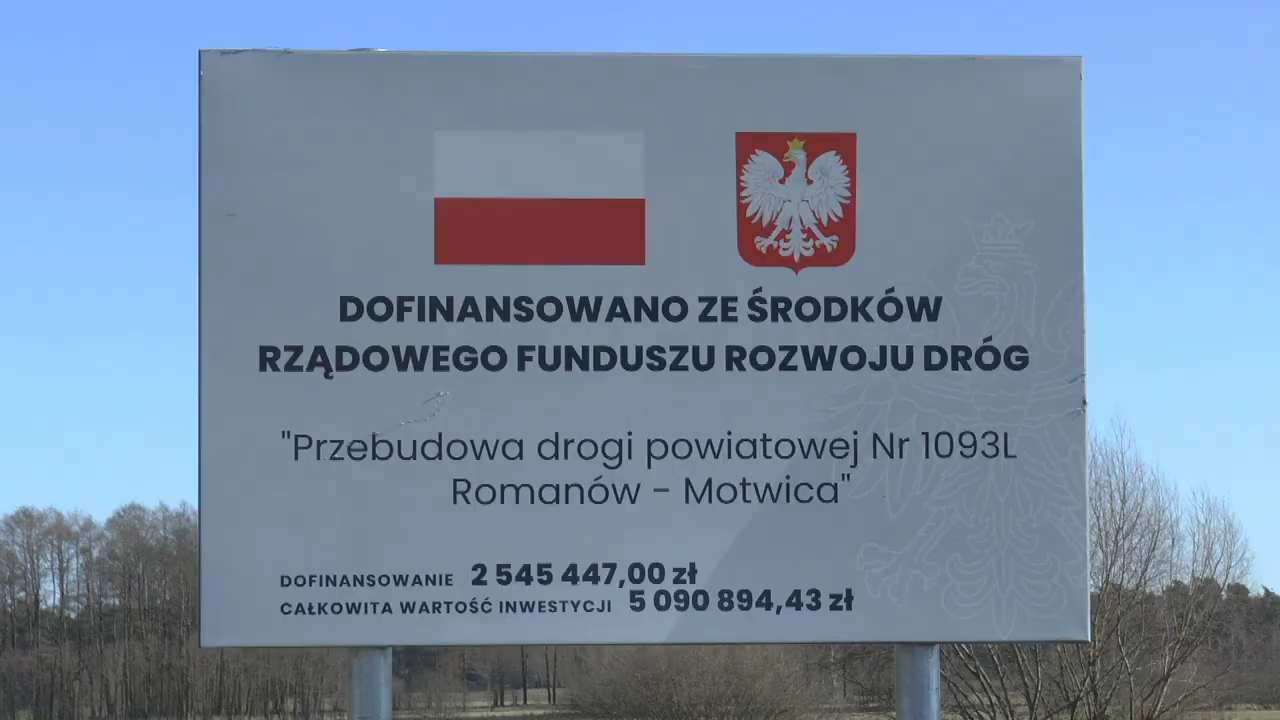 DOFINANSOWANO ZE ŚRODKÓW
RZĄDOWEGO FUNDUSZU ROZWOJU DRÓG
"Przebudowa drogi powiatowej Nr 1093L
Romanów - Motwica"
DOFINANSOWANIE 2 545 447,00 zł
CAŁKOWITA WARTOŚĆ INWESTYCJI 5 090 894,43 zł